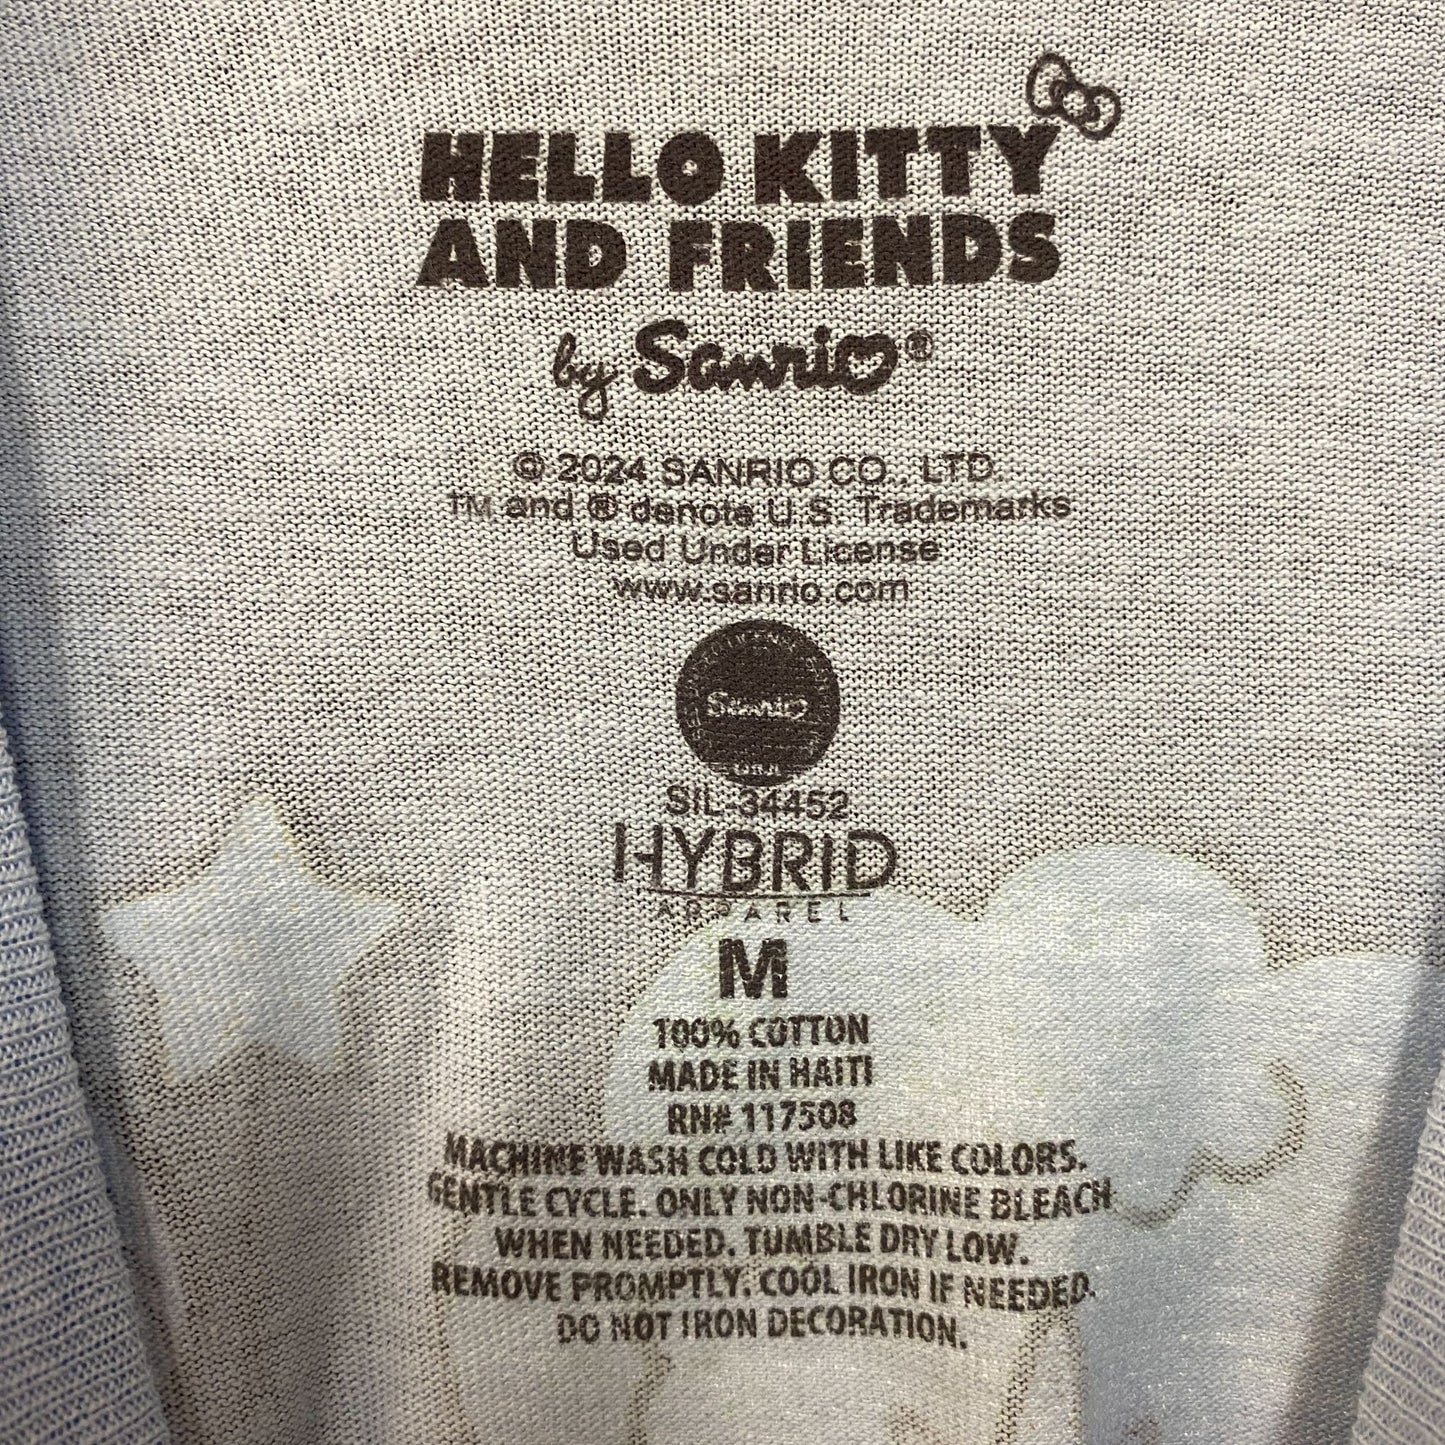 HELLO KITTY
AND FRIENDS
by Sanrio®
© 2024 SANRIO CO., LTD.
TM and ® denote U.S. Trademarks
Used Under License
www.sanrio.com
Sanrio
SIL-34452
HYBRID
APPAREL
M
100% COTTON
MADE IN HAITI
RN# 117508
MACHINE WASH COLD WITH LIKE COLORS.
GENTLE CYCLE. ONLY NON-CHLORINE BLEACH
WHEN NEEDED. TUMBLE DRY LOW.
REMOVE PROMPTLY. COOL IRON IF NEEDED.
DO NOT IRON DECORATION.